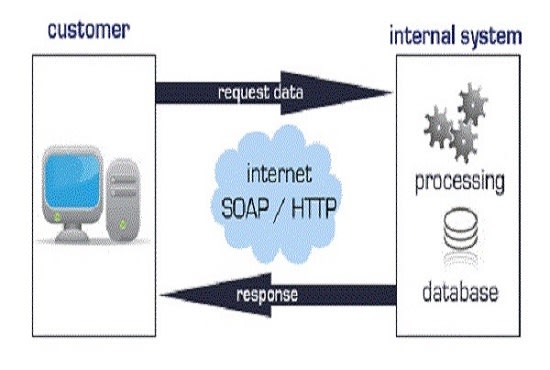 customer
internal system
request data
internet
SOAP / HTTP
processing
response
database